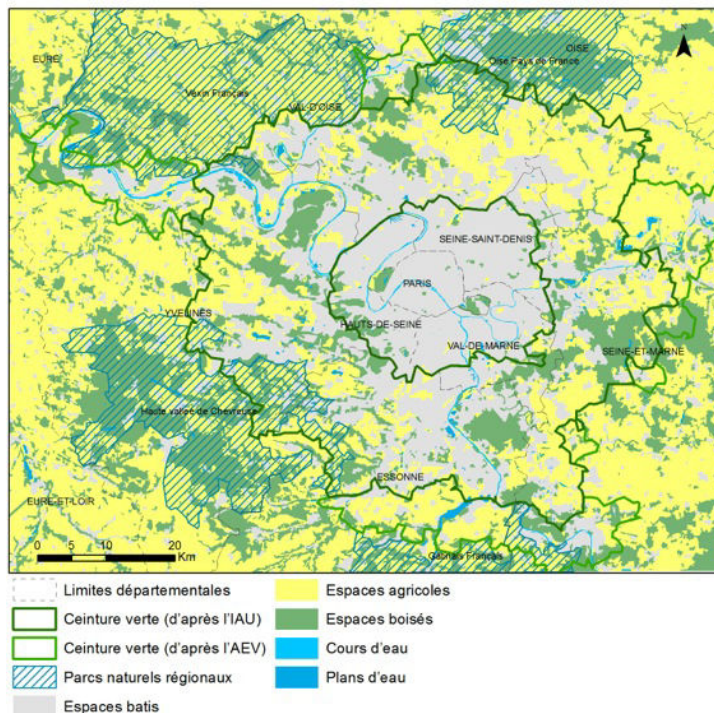 N
OISE
EURE
Oise Pays de France
Vexin Français
VAL-D'OISE
SEINE-SAINT-DENIS
PARIS
YVELINES
HAUTS-DE-SEINE
VAL-DE-MARNE
SEINE-ET-MARNE
Haute vallée de Chevreuse
ESSONNE
EURE-ET-LOIR
0 10 20
Km
Gatinais Français
Limites départementales
Ceinture verte (d'après l'IAU)
Ceinture verte (d'après l'AEV)
Parcs naturels régionaux
Espaces batis
Espaces agricoles
Espaces boisés
Cours d'eau
Plans d'eau